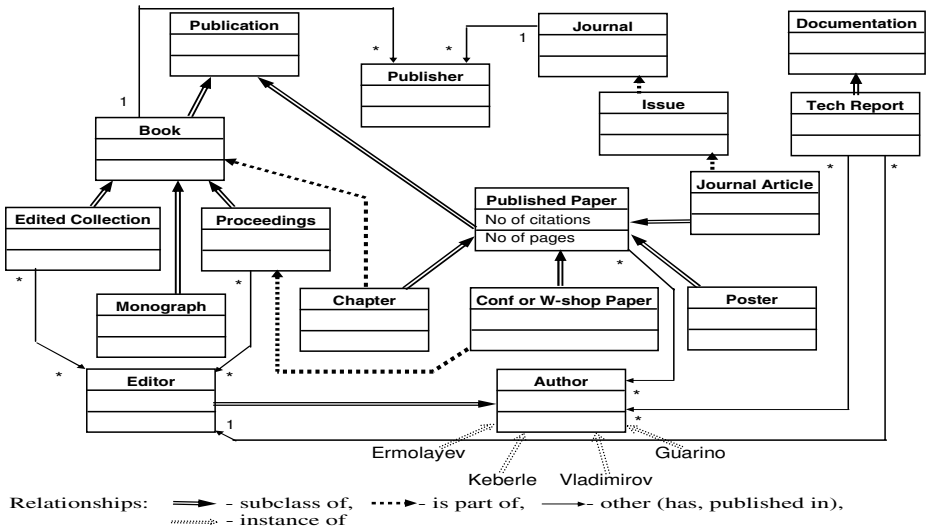 Publication
Journal
Documentation
1
*
*
1
Publisher
Issue
Tech Report
1
Book
*
*
Journal Article
Published Paper
No of citations
No of pages
Edited Collection
Proceedings
*
*
*
Monograph
Chapter
Conf or W-shop Paper
Poster
*
Editor
*
Author
*
*
1
Ermolayev
Guarino
Keberle
Vladimirov
Relationships: - subclass of, - is part of, - other (has, published in),
- instance of